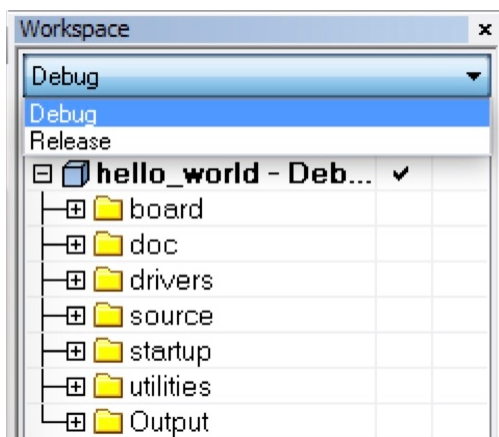 Workspace
Debug
Debug
Release
hello_world - Deb...
board
doc
drivers
source
startup
utilities
Output